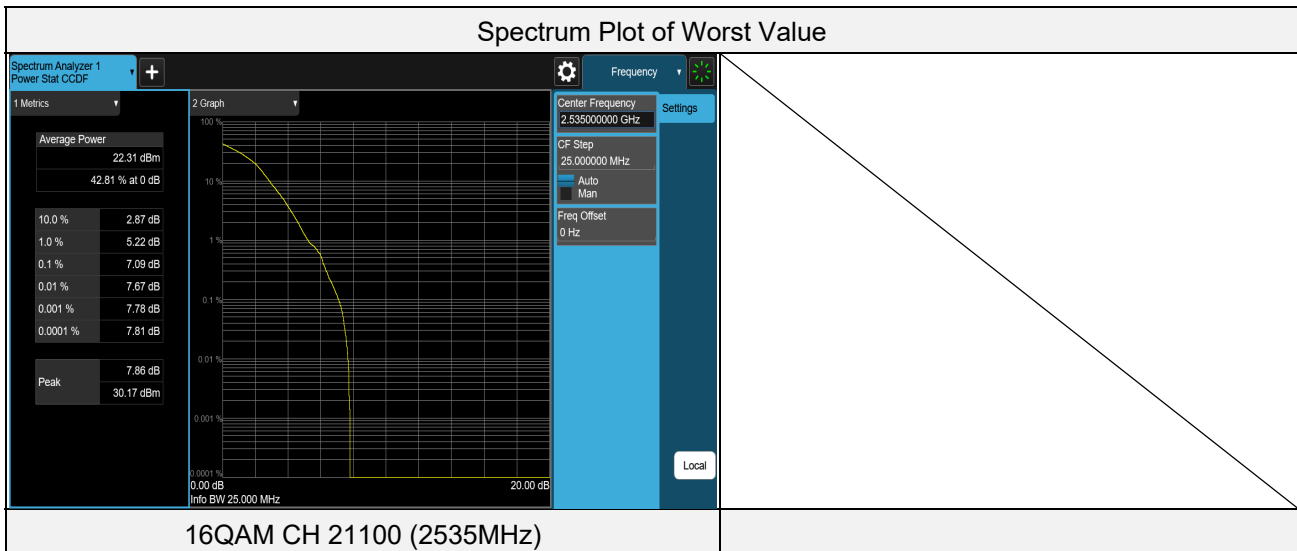 Spectrum Plot of Worst Value
Spectrum Analyzer 1
Power Stat CCDF
Frequency
1 Metrics
2 Graph
Average Power
22.31 dBm
42.81 % at 0 dB
10.0 % 2.87 dB
1.0 % 5.22 dB
0.1 % 7.09 dB
0.01 % 7.67 dB
0.001 % 7.78 dB
0.0001 % 7.81 dB
Peak 7.86 dB
30.17 dBm
100 %
10 %
1 %
0.1 %
0.01 %
0.001 %
0.0001 %
0.00 dB 20.00 dB
Info BW 25.000 MHz
Center Frequency
2.535000000 GHz
CF Step
25.000000 MHz
Auto
Man
Freq Offset
0 Hz
Settings
Local
16QAM CH 21100 (2535MHz)